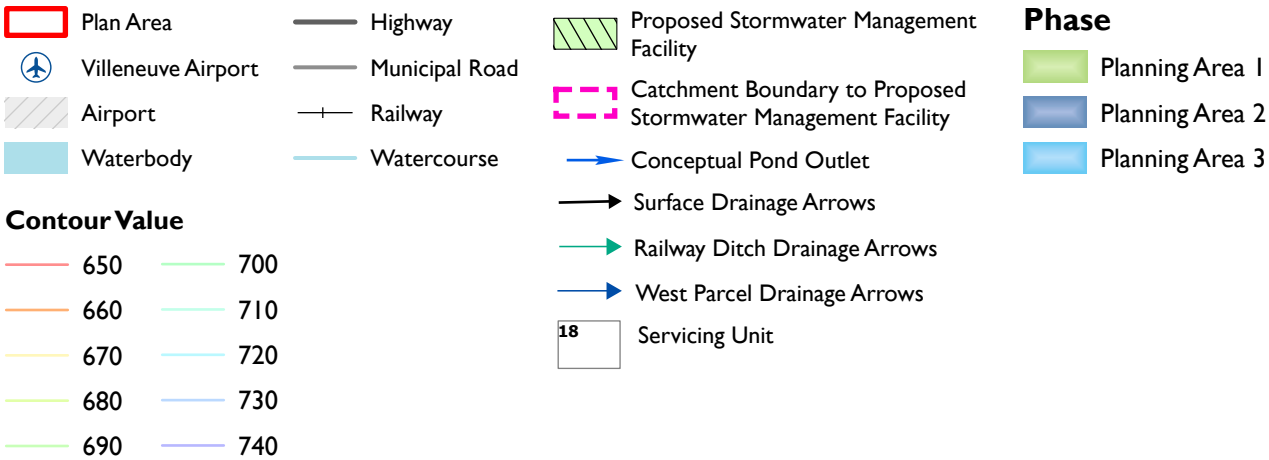 Plan Area
Villeneuve Airport
Airport
Waterbody
Highway
Municipal Road
Railway
Watercourse
Contour Value
650
660
670
680
690
700
710
720
730
740
Proposed Stormwater Management
Facility
Catchment Boundary to Proposed
Stormwater Management Facility
Conceptual Pond Outlet
Surface Drainage Arrows
Railway Ditch Drainage Arrows
West Parcel Drainage Arrows
18
Servicing Unit
Phase
Planning Area 1
Planning Area 2
Planning Area 3